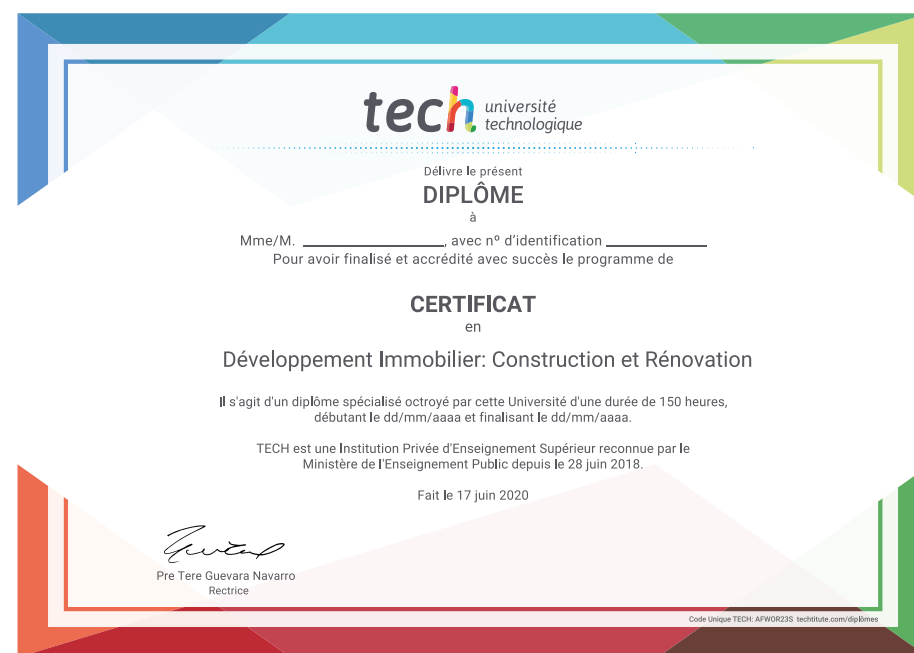 tech université
technologique
Délivre le présent
DIPLÔME
à
Mme/M. ____________________, avec nº d'identification _______________
Pour avoir finalisé et accrédité avec succès le programme de
CERTIFICAT
en
Développement Immobilier: Construction et Rénovation
Il s'agit d'un diplôme spécialisé octroyé par cette Université d'une durée de 150 heures,
débutant le dd/mm/aaaa et finalisant le dd/mm/aaaa.
TECH est une Institution Privée d'Enseignement Supérieur reconnue par le
Ministère de l'Enseignement Public depuis le 28 juin 2018.
Fait le 17 juin 2020
Pre Tere Guevara Navarro
Rectrice
Code Unique TECH: AFWOR23S techtitute.com/diplômes